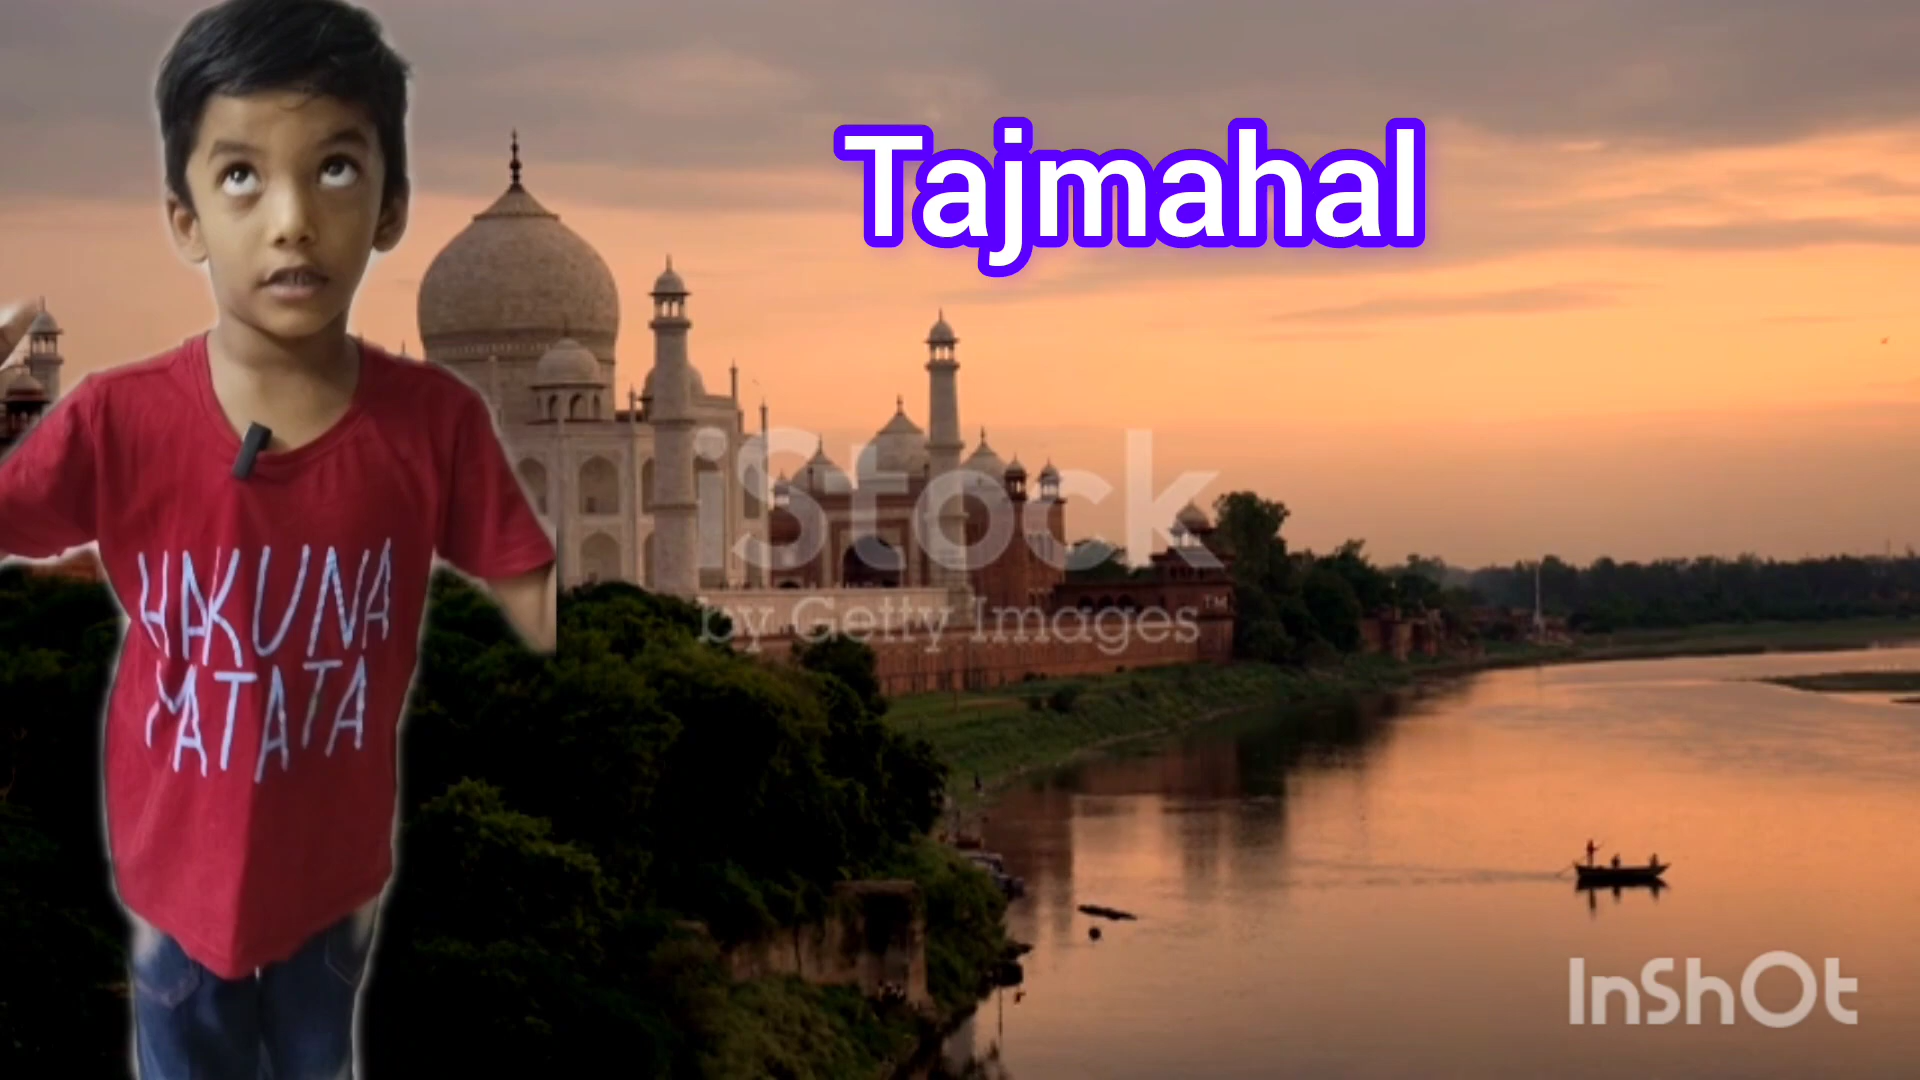 Tajmahal
iStock
by Getty Images
HAKUNA
MATATA
InShOt